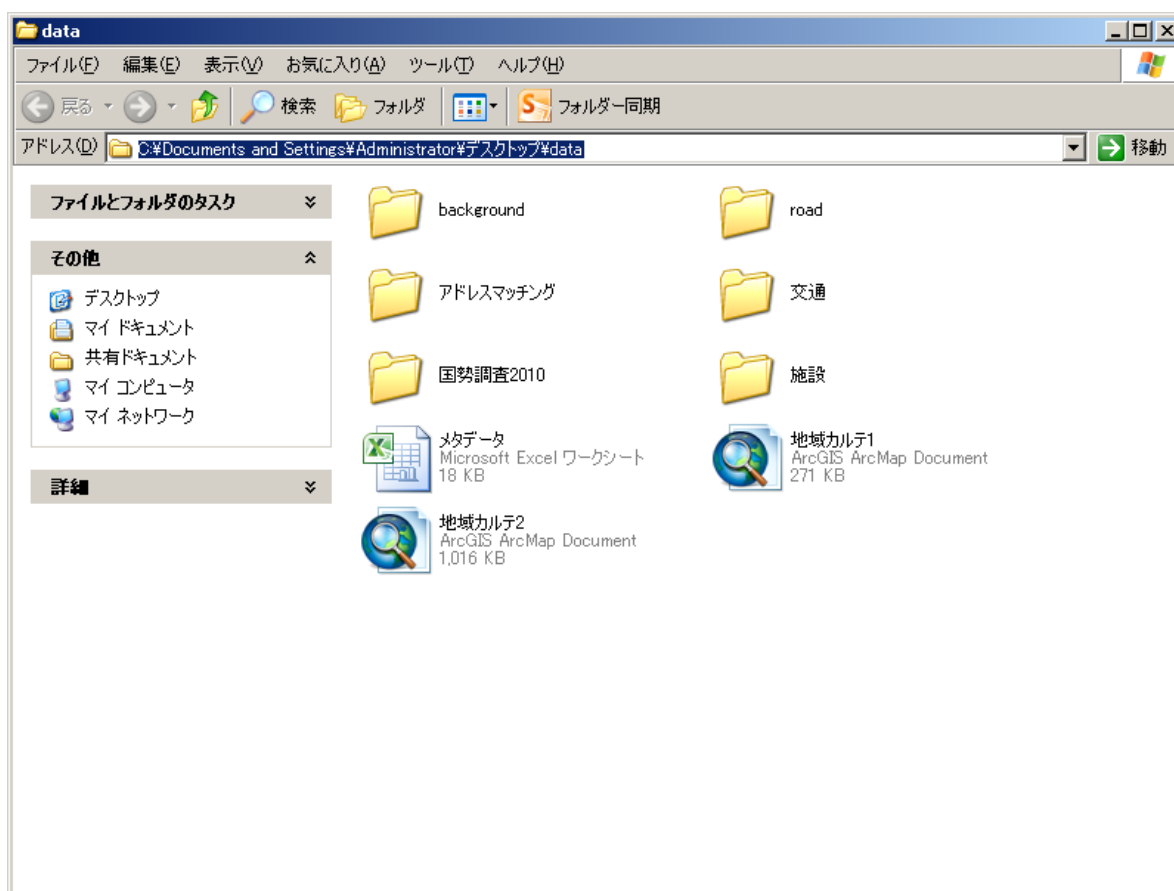 data
ファイル(F) 編集(E) 表示(V) お気に入り(A) ツール(T) ヘルプ(H)
戻る 検索 フォルダ フォルダー同期
アドレス(D) C:¥Documents and Settings¥Administrator¥デスクトップ¥data 移動
ファイルとフォルダのタスク
その他
デスクトップ
マイ ドキュメント
共有ドキュメント
マイ コンピュータ
マイ ネットワーク
詳細
background
road
アドレスマッチング
交通
国勢調査2010
施設
メタデータ
Microsoft Excel ワークシート
18 KB
地域カルテ1
ArcGIS ArcMap Document
271 KB
地域カルテ2
ArcGIS ArcMap Document
1,016 KB